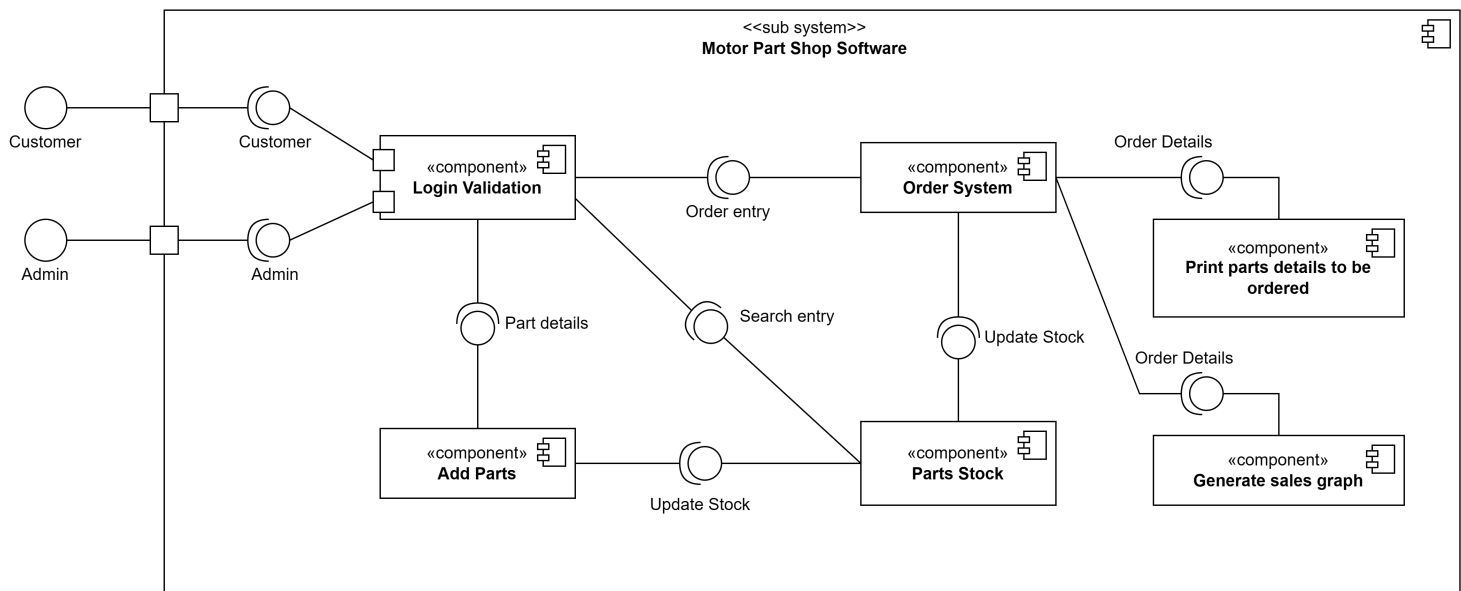 <<sub system>>
Motor Part Shop Software
Customer
Customer
Admin
Admin
«component»
Login Validation
Order entry
«component»
Order System
Order Details
«component»
Print parts details to be
ordered
Part details
Search entry
Update Stock
Order Details
«component»
Add Parts
Update Stock
«component»
Parts Stock
«component»
Generate sales graph